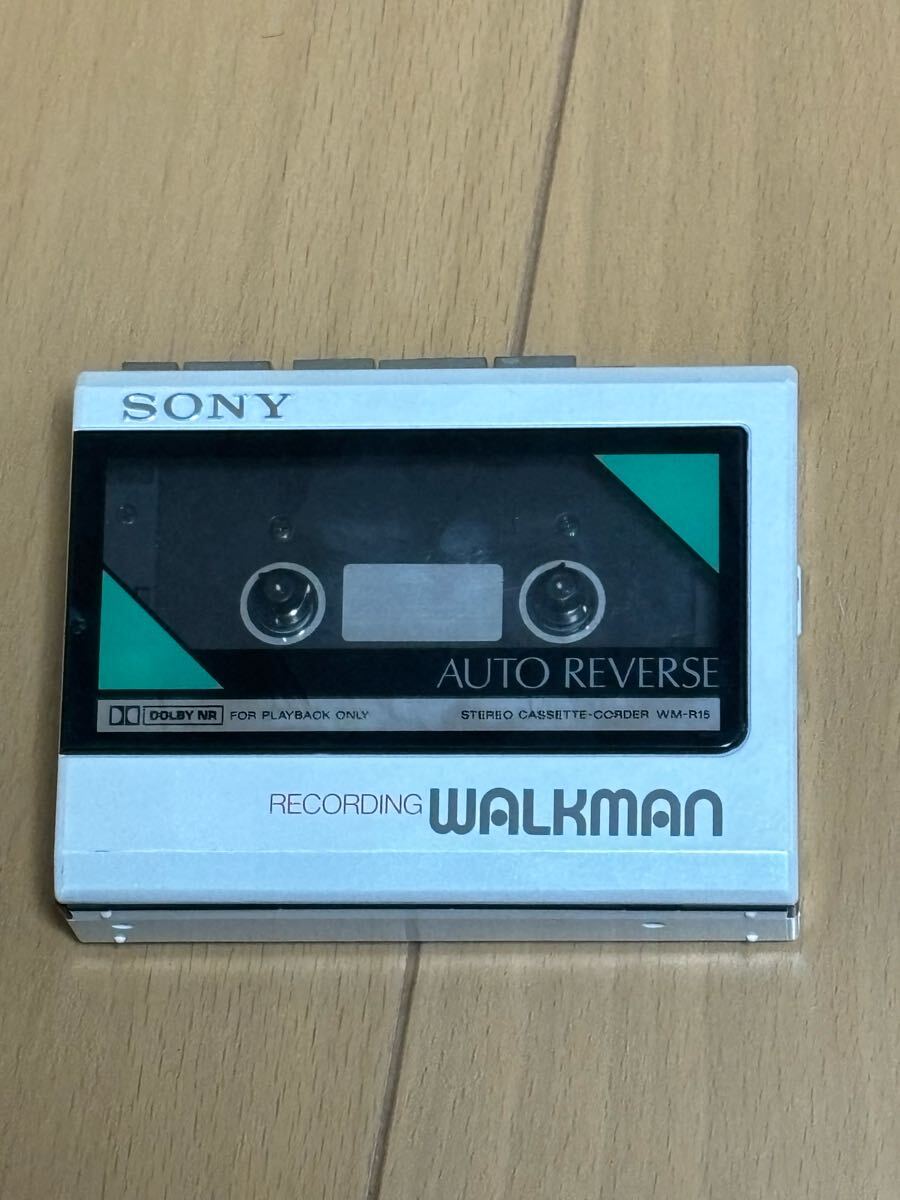 SONY
AUTO REVERSE
DOLBY NR FOR PLAYBACK ONLY STEREO CASSETTE-CORDER WM-R15
RECORDING WALKMAN